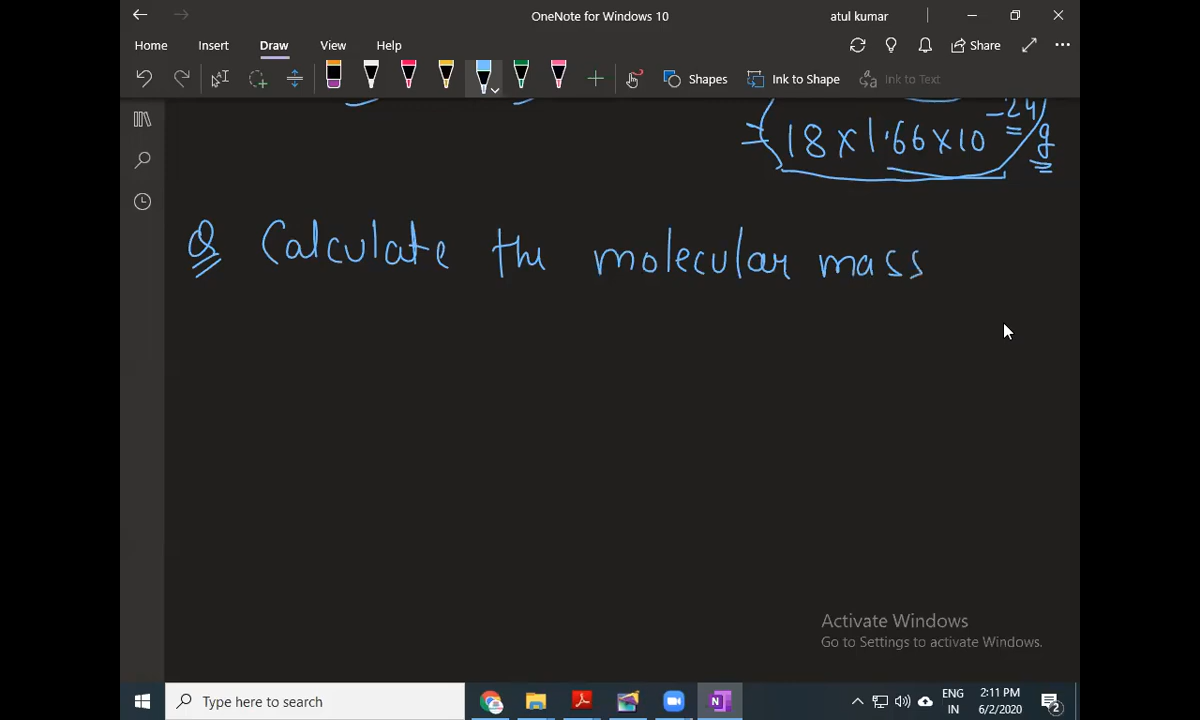 OneNote for Windows 10
atul kumar
Home Insert Draw View Help
Share
Shapes Ink to Shape Ink to Text
= (18 x 1.66 x 10^-24) g
Q Calculate the molecular mass
Activate Windows
Go to Settings to activate Windows.
Type here to search
ENG 2:11 PM
IN 6/2/2020 2